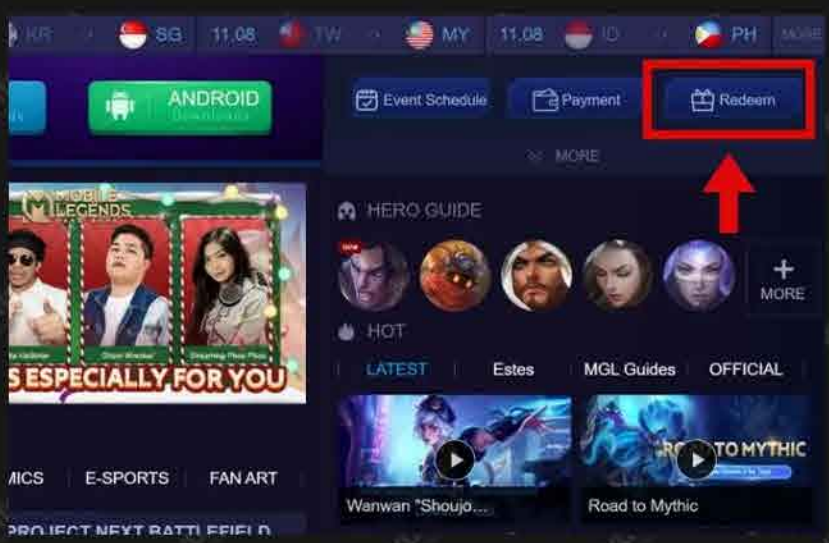 KR SG 11.08 TW MY 11.08 ID PH MORE
ANDROID
Event Schedule
Payment
Redeem
MORE
MOBILE
LEGENDS
HERO GUIDE
NEW
+
MORE
HOT
LATEST Estes MGL Guides OFFICIAL
S ESPECIALLY FOR YOU
ROAD TO MYTHIC
Wanwan "Shoujo... Road to Mythic
MICS E-SPORTS FAN ART
PROJECT NEXT BATTLEFIELD